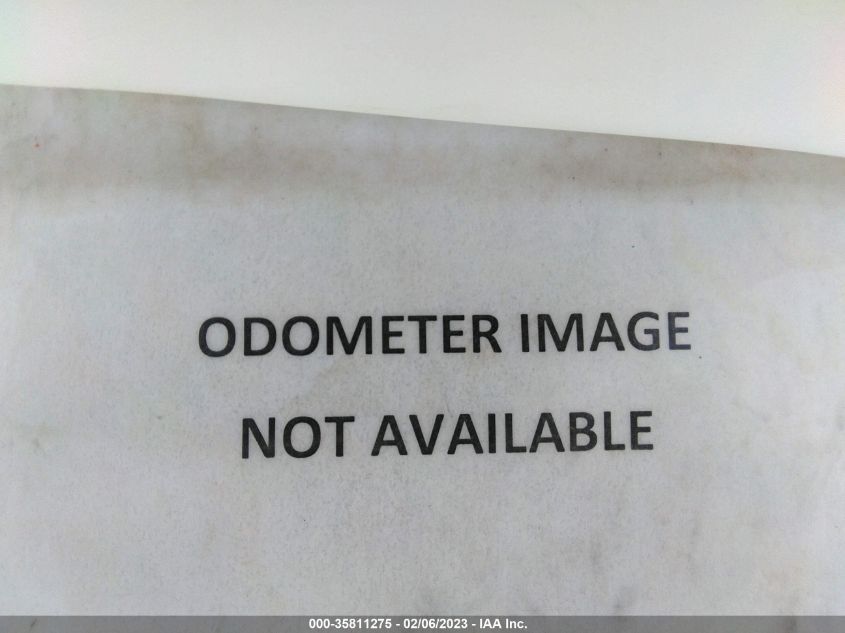 ODOMETER IMAGE
NOT AVAILABLE
000-35811275 - 02/06/2023 - IAA Inc.